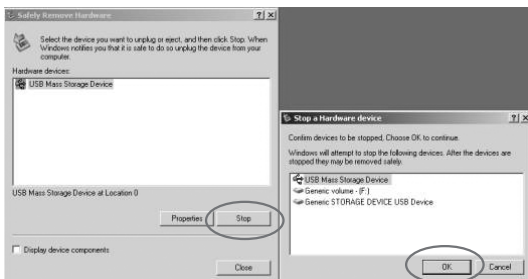 Safely Remove Hardware
Select the device you want to unplug or eject, and then click Stop. When
Windows notifies you that it is safe to do so unplug the device from your
computer.
Hardware devices:
USB Mass Storage Device
USB Mass Storage Device at Location 0
Properties
Stop
Display device components
Close
Stop a Hardware device
Confirm devices to be stopped, Choose OK to continue.
Windows will attempt to stop the following devices. After the devices are
stopped they may be removed safely.
USB Mass Storage Device
Generic volume - (F:)
Generic STORAGE DEVICE USB Device
OK
Cancel